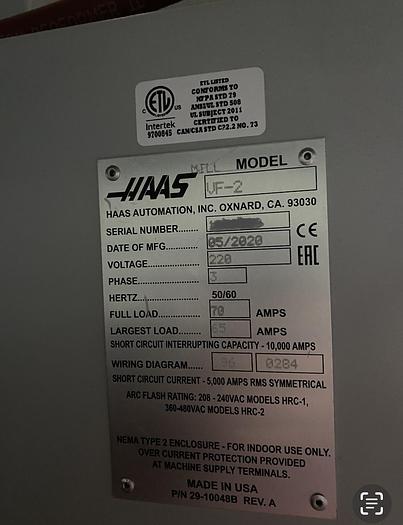 ETL LISTED
CONFORMS TO
NFPA STD 79
ANSI/UL STD 508
UL SUBJECT 2011
CERTIFIED TO
CAN/CSA STD C22.2 NO. 73
C ETL US
Intertek
9700845
MILL MODEL
HAAS VF-2
HAAS AUTOMATION, INC. OXNARD, CA. 93030
SERIAL NUMBER........
DATE OF MFG............ 05/2020
VOLTAGE................ 220
PHASE.................... 3
HERTZ................ 50/60
FULL LOAD............ 70 AMPS
LARGEST LOAD...... 65 AMPS
CE
EAC
SHORT CIRCUIT INTERRUPTING CAPACITY - 10,000 AMPS
WIRING DIAGRAM...... 96 0284
SHORT CIRCUIT CURRENT - 5,000 AMPS RMS SYMMETRICAL
ARC FLASH RATING: 208 - 240VAC MODELS HRC-1,
360-480VAC MODELS HRC-2
NEMA TYPE 2 ENCLOSURE - FOR INDOOR USE ONLY.
OVER CURRENT PROTECTION PROVIDED
AT MACHINE SUPPLY TERMINALS.
MADE IN USA
P/N 29-10048B REV. A